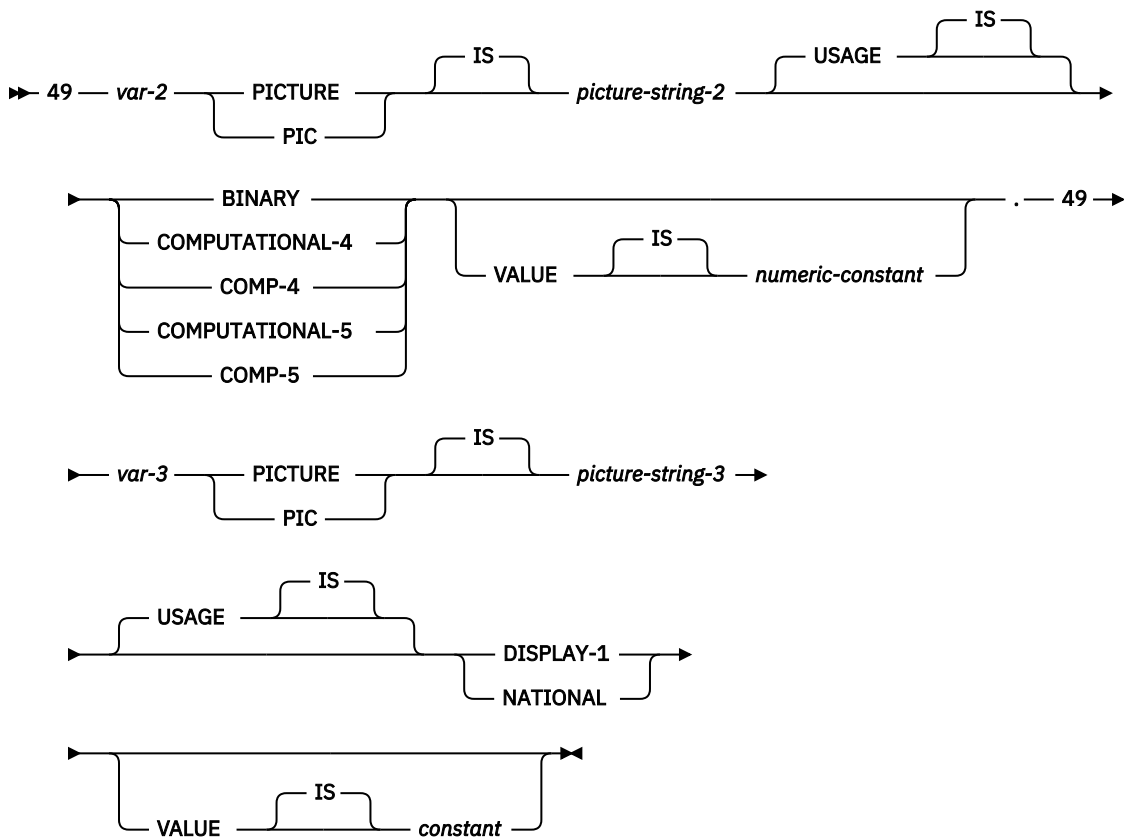 IS
IS
USAGE
49 var-2 PICTURE picture-string-2
PIC
BINARY . 49
COMPUTATIONAL-4
IS
VALUE numeric-constant
COMP-4
COMPUTATIONAL-5
COMP-5
IS
var-3 PICTURE picture-string-3
PIC
IS
USAGE
DISPLAY-1
NATIONAL
IS
VALUE constant